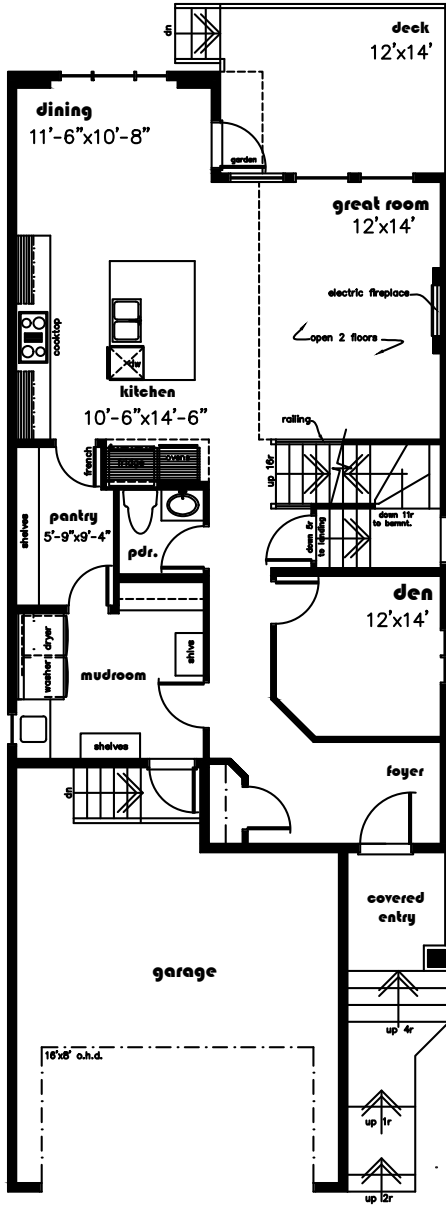 dn
deck
12'x14'
dining
11'-6"x10'-8"
garden
great room
12'x14'
electric fireplace
open 2 floors
cooktop
dw
kitchen
10'-6"x14'-6"
railing
french
fridge
ovens
up 16r
shelves
pantry
5'-9"x9'-4"
pdr.
down 5r
to landing
down 11r
to bsmnt.
den
12'x14'
washer
dryer
mudroom
shlvs
shelves
dn
foyer
covered
entry
garage
up 4r
16'x8' o.h.d.
up 1r
up 2r